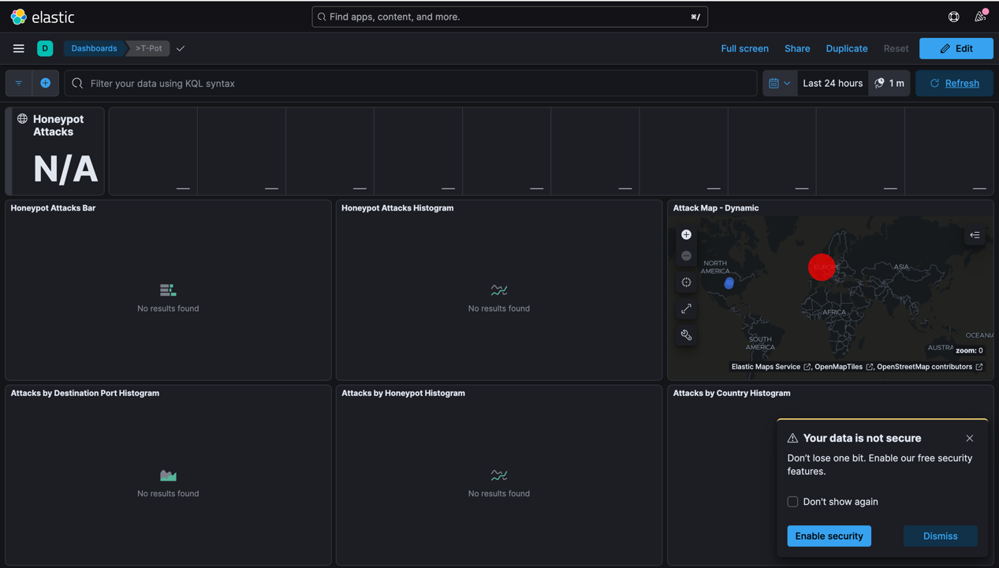 elastic
Find apps, content, and more.
⌘/
D
Dashboards
>T-Pot
Full screen
Share
Duplicate
Reset
Edit
Filter your data using KQL syntax
Last 24 hours
1 m
Refresh
Honeypot
Attacks
N/A
Honeypot Attacks Bar
No results found
Honeypot Attacks Histogram
No results found
Attack Map - Dynamic
NORTH
AMERICA
EUROPE
ASIA
AFRICA
SOUTH
AMERICA
OCEANIA
AUSTRA
zoom: 0
Elastic Maps Service , OpenMapTiles , OpenStreetMap contributors
Attacks by Destination Port Histogram
No results found
Attacks by Honeypot Histogram
No results found
Attacks by Country Histogram
Your data is not secure
Don’t lose one bit. Enable our free security
features.
Don't show again
Enable security
Dismiss